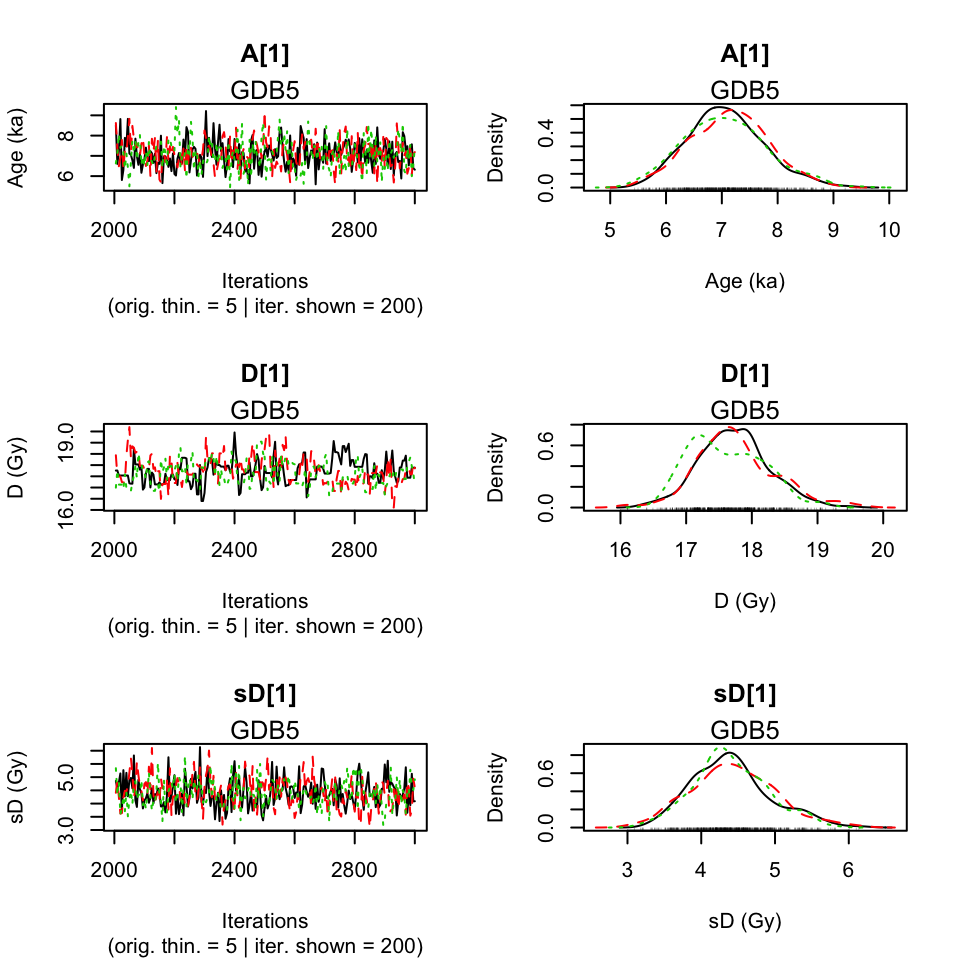 A[1]
GDB5
Age (ka)
8
6
2000
2400
2800
Iterations
(orig. thin. = 5 | iter. shown = 200)
A[1]
GDB5
Density
0.4
0.0
5
6
7
8
9
10
Age (ka)
D[1]
GDB5
D (Gy)
19.0
16.0
2000
2400
2800
Iterations
(orig. thin. = 5 | iter. shown = 200)
D[1]
GDB5
Density
0.6
0.0
16
17
18
19
20
D (Gy)
sD[1]
GDB5
sD (Gy)
5.0
3.0
2000
2400
2800
Iterations
(orig. thin. = 5 | iter. shown = 200)
sD[1]
GDB5
Density
0.6
0.0
3
4
5
6
sD (Gy)